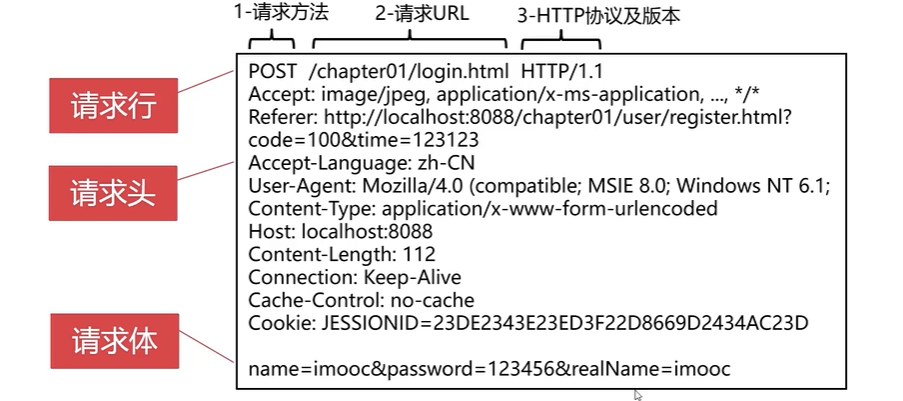 1-请求方法 2-请求URL 3-HTTP协议及版本
请求行
POST /chapter01/login.html HTTP/1.1
Accept: image/jpeg, application/x-ms-application, ..., */*
Referer: http://localhost:8088/chapter01/user/register.html?
code=100&time=123123
请求头
Accept-Language: zh-CN
User-Agent: Mozilla/4.0 (compatible; MSIE 8.0; Windows NT 6.1;
Content-Type: application/x-www-form-urlencoded
Host: localhost:8088
Content-Length: 112
Connection: Keep-Alive
Cache-Control: no-cache
Cookie: JESSIONID=23DE2343E23ED3F22D8669D2434AC23D
请求体
name=imooc&password=123456&realName=imooc